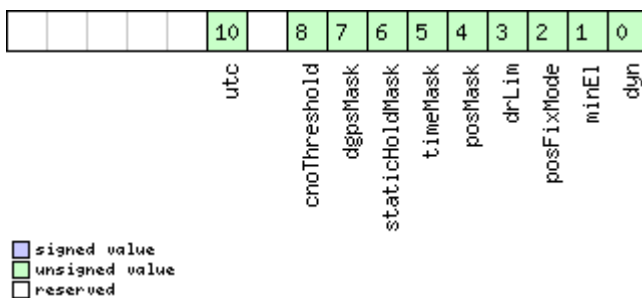 10 8 7 6 5 4 3 2 1 0
utc
cnoThreshold
dgpsMask
staticHoldMask
timeMask
posMask
drLim
posFixMode
minEl
dyn
signed value
unsigned value
reserved